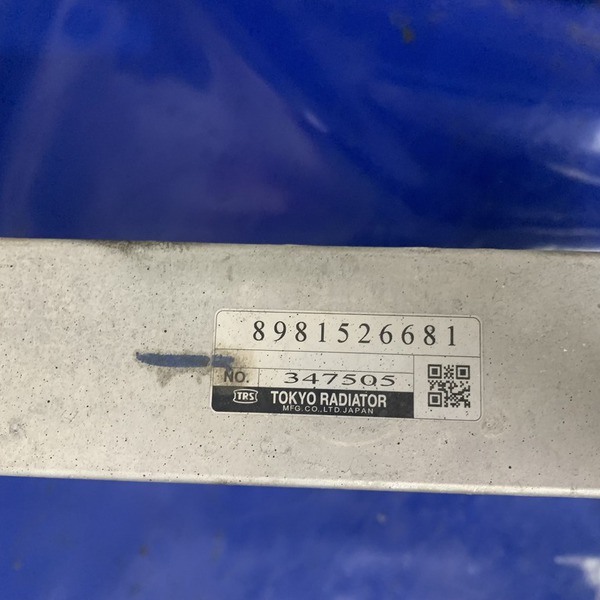 8981526681
NO. 347505
TRS TOKYO RADIATOR
MFG.CO.,LTD.JAPAN